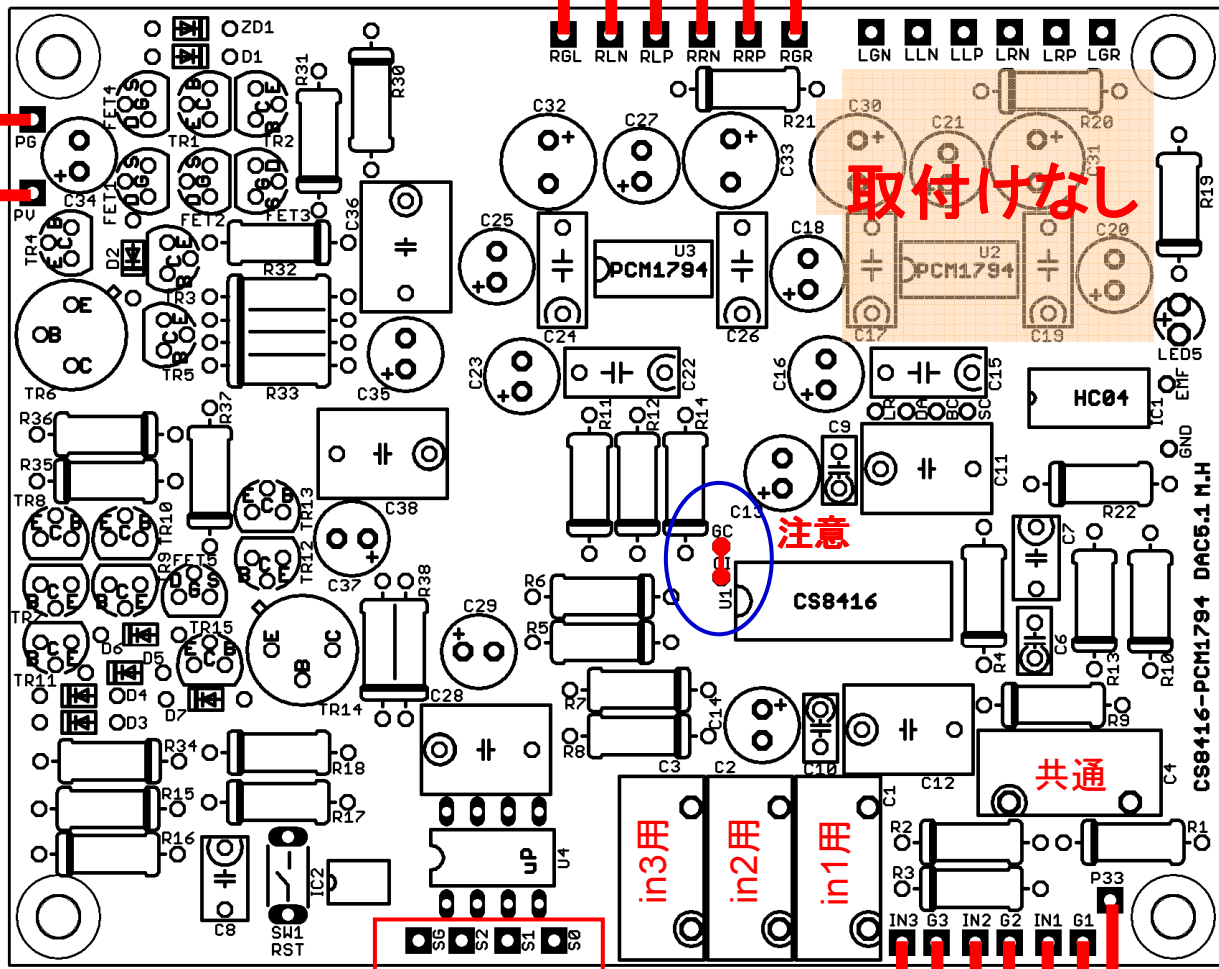 ZD1
D1
RGL RLN RLP RRN RRP RGR
LGN LLN LLP LRN LRP LGR
R31
R30
FET4
D G S
E C B
B C E
TR1
TR2
PG
C34
PV
FET1
D G S
D G S
S G D
FET2
FET3
C36
C32
C27
C33
R21
C30
C21
C31
R20
R19
取付けなし
TR4
E C B
D2
B C E
TR3
R32
C25
U3
PCM1794
C18
U2
PCM1794
C20
E
B
C
TR6
B C E
TR5
R33
C35
C24
C26
C17
C19
LED5
C23
C22
C16
C15
LR
DA
BC
SC
HC04
IC1
EMF
GND
R36
R35
R37
C38
R11
R12
R14
C9
C13
C11
R22
注意
GC
CI
U1
CS8416
C7
C6
R4
R13
R10
CS8416-PCM1794 DAC5.1 M.H
TR8
E C B
E C B
TR10
E C B
TR13
TR12
B C E
C37
TR9
FET5
D G S
TR7
B C E
B C E
R38
R6
R5
C29
TR15
E C B
D6
D5
TR11
B C E
D4
D3
D7
E
C
B
TR14
C28
R7
R8
C14
C10
C12
R9
C4
共通
R34
R18
R15
R17
R16
C3
C2
C1
in3用
in2用
in1用
R2
R1
R3
P33
C8
SW1
RST
IC2
uP
U4
SG S2 S1 S0
IN3 G3 IN2 G2 IN1 G1